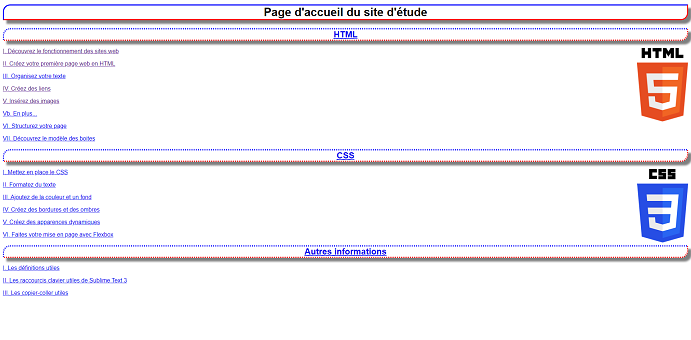 Page d'accueil du site d'étude
HTML
I. Découvrez le fonctionnement des sites web
II. Créez votre première page web en HTML
III. Organisez votre texte
IV. Créez des liens
V. Insérez des images
Vb. En plus...
VI. Structurez votre page
VII. Découvrez le modèle des boites
HTML
5
CSS
I. Mettez en place le CSS
II. Formatez du texte
III. Ajoutez de la couleur et un fond
IV. Créez des bordures et des ombres
V. Créez des apparences dynamiques
VI. Faites votre mise en page avec Flexbox
CSS
3
Autres informations
I. Les définitions utiles
II. Les raccourcis clavier utiles de Sublime Text 3
III. Les copier-coller utiles